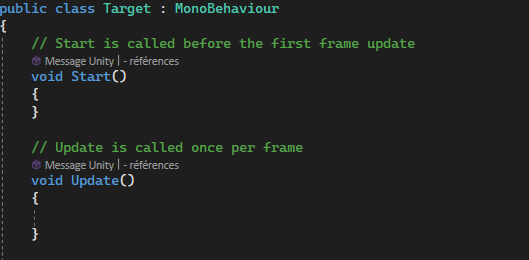 public class Target : MonoBehaviour
{
// Start is called before the first frame update
Message Unity | - références
void Start()
{
}
// Update is called once per frame
Message Unity | - références
void Update()
{
}